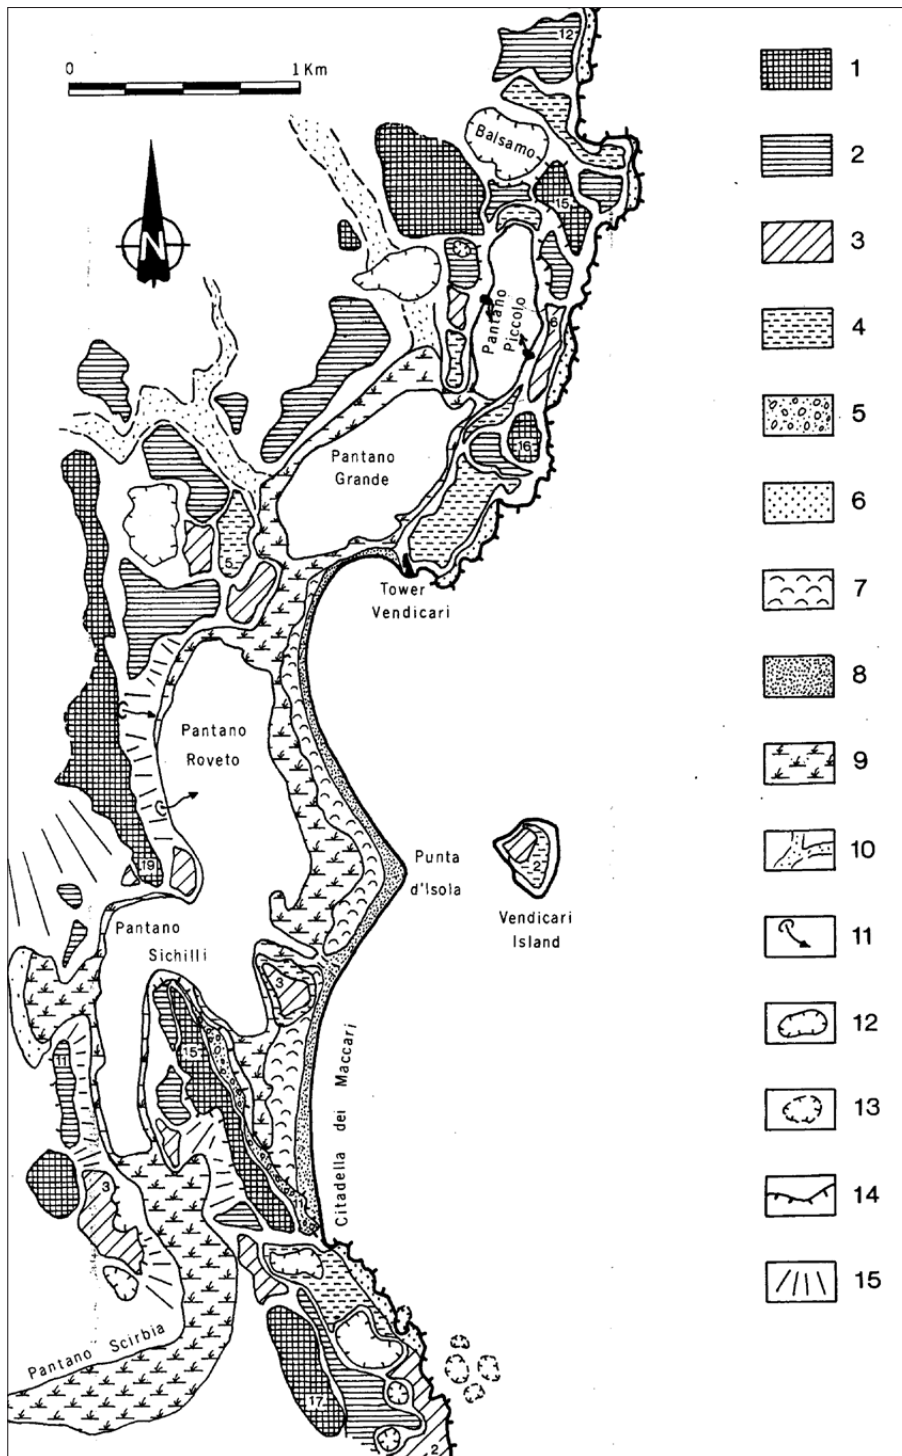 0 1 Km
N
12
Balsamo
15
Pantano
Piccolo
6
16
Pantano
Grande
5
Tower
Vendicari
Pantano
Roveto
19
Punta
d'Isola
2
Vendicari
Island
Pantano
Sichilli
3
11
15
3
Citadella dei Maccari
1
Pantano Scirbia
17
2
1
2
3
4
5
6
7
8
9
10
11
12
13
14
15